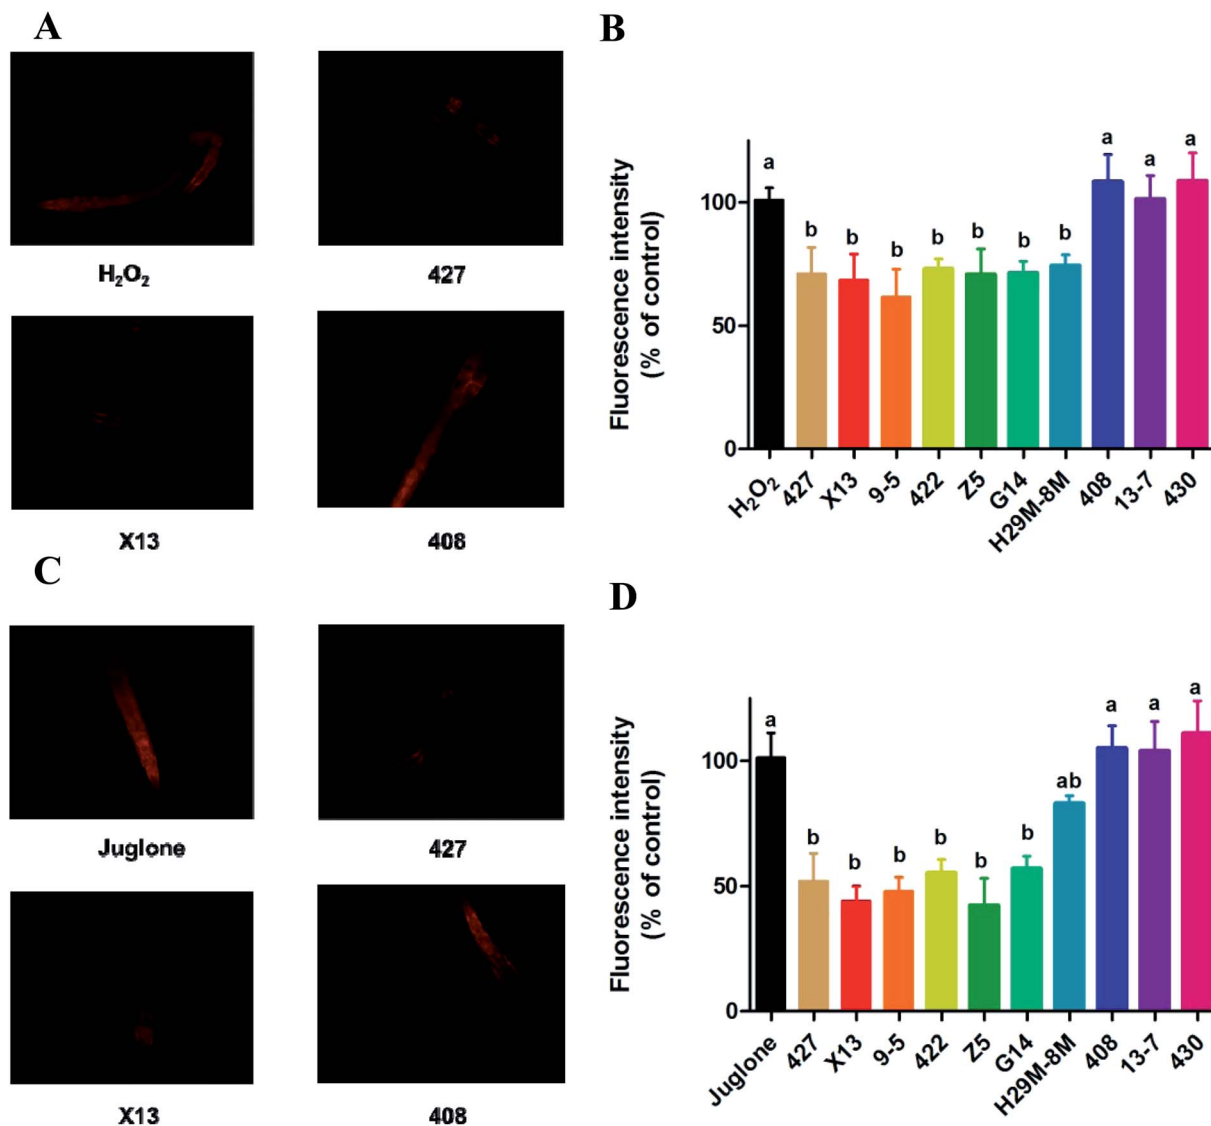 A
H₂O₂
427
X13
408
B
Fluorescence intensity
(% of control)
100
50
0
a
b
b
b
b
b
b
b
a
a
a
H₂O₂
427
X13
9-5
422
Z5
G14
H29M-8M
408
13-7
430
C
Juglone
427
X13
408
D
Fluorescence intensity
(% of control)
100
50
0
a
b
b
b
b
b
b
ab
a
a
a
Juglone
427
X13
9-5
422
Z5
G14
H29M-8M
408
13-7
430